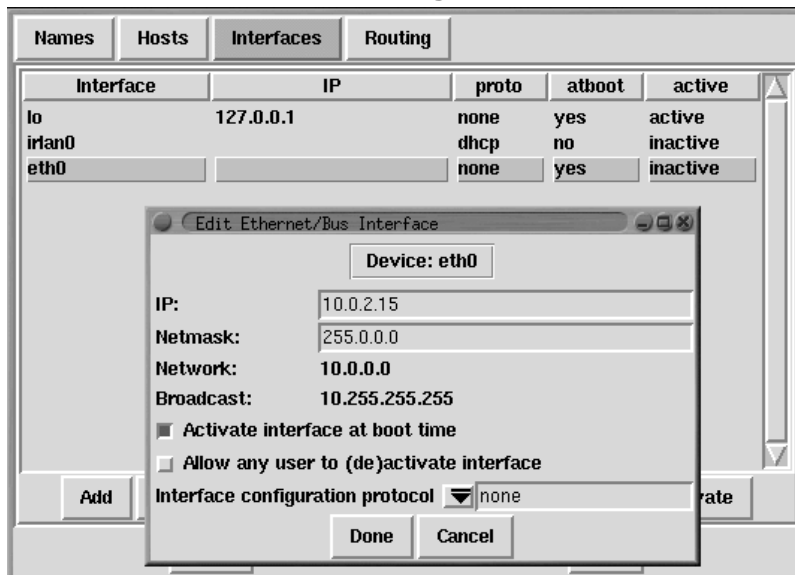 Names Hosts Interfaces Routing
Interface IP proto atboot active
lo 127.0.0.1 none yes active
irlan0 dhcp no inactive
eth0 none yes inactive
Edit Ethernet/Bus Interface
Device: eth0
IP: 10.0.2.15
Netmask: 255.0.0.0
Network: 10.0.0.0
Broadcast: 10.255.255.255
Activate interface at boot time
Allow any user to (de)activate interface
Add
Interface configuration protocol none
Done Cancel